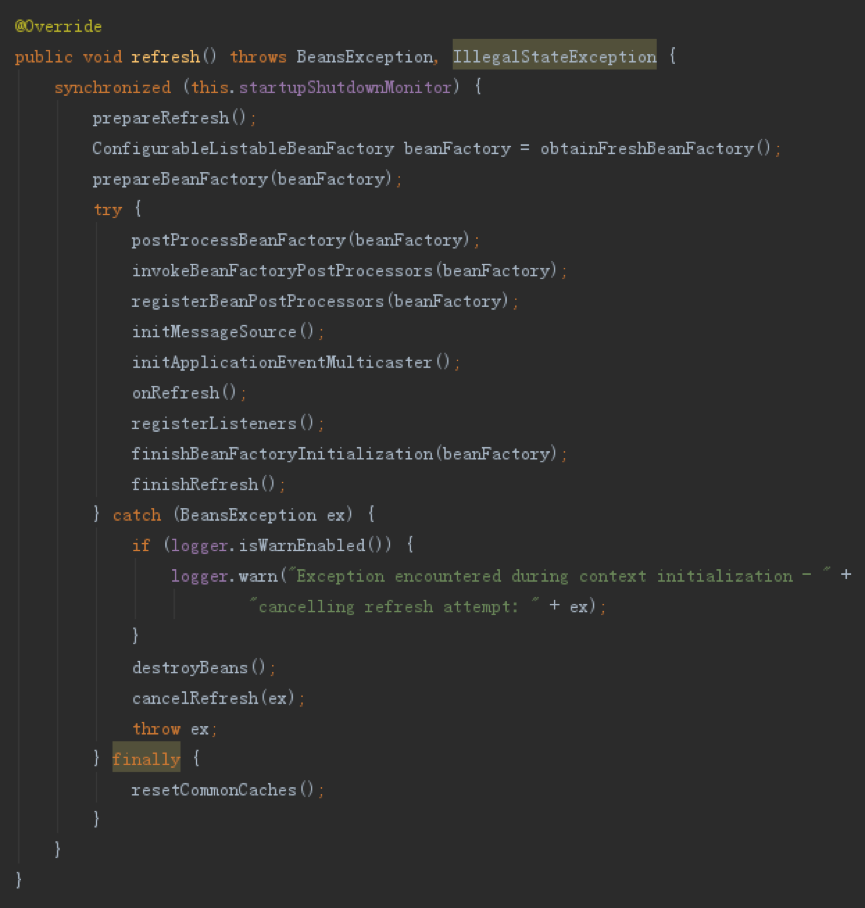 @Override
public void refresh() throws BeansException, IllegalStateException {
synchronized (this.startupShutdownMonitor) {
prepareRefresh();
ConfigurableListableBeanFactory beanFactory = obtainFreshBeanFactory();
prepareBeanFactory(beanFactory);
try {
postProcessBeanFactory(beanFactory);
invokeBeanFactoryPostProcessors(beanFactory);
registerBeanPostProcessors(beanFactory);
initMessageSource();
initApplicationEventMulticaster();
onRefresh();
registerListeners();
finishBeanFactoryInitialization(beanFactory);
finishRefresh();
} catch (BeansException ex) {
if (logger.isWarnEnabled()) {
logger.warn("Exception encountered during context initialization - " +
"cancelling refresh attempt: " + ex);
}
destroyBeans();
cancelRefresh(ex);
throw ex;
} finally {
resetCommonCaches();
}
}
}